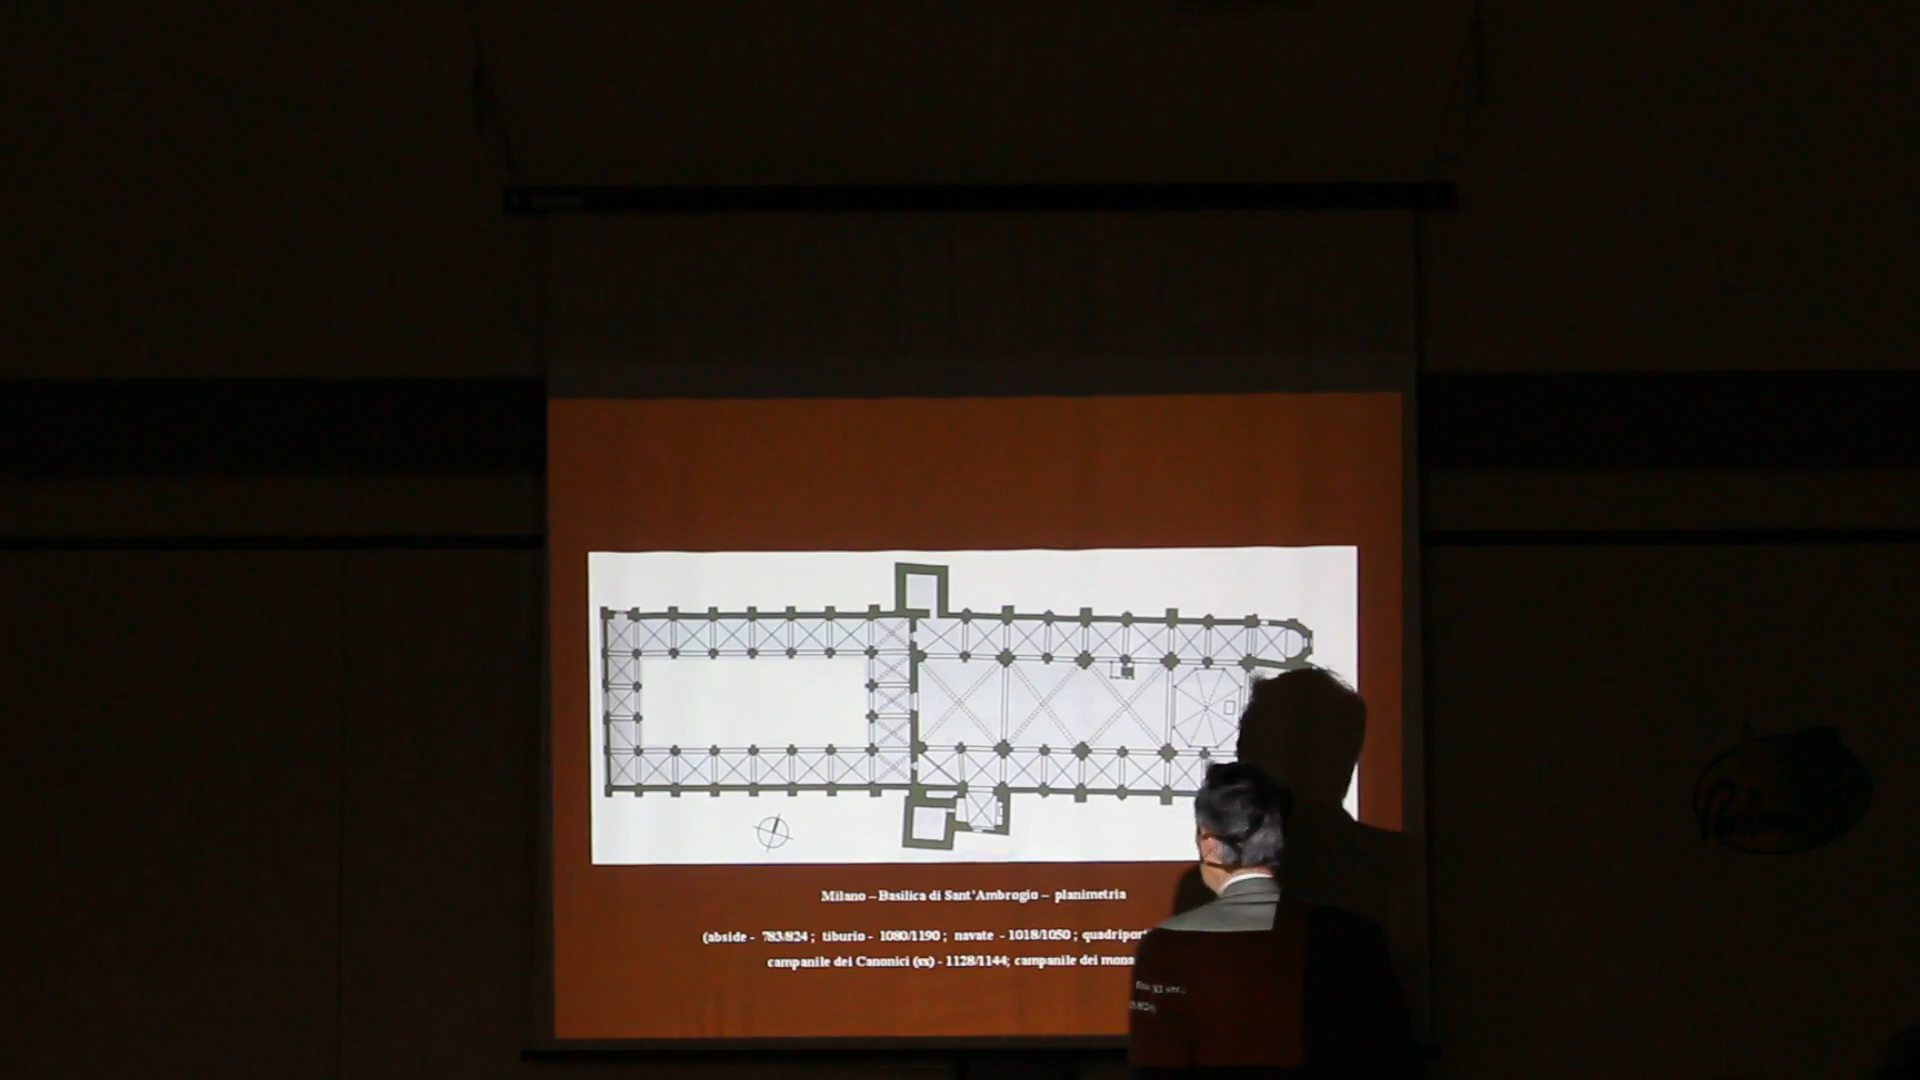 Milano – Basilica di Sant'Ambrogio – planimetria
(abside - 783/824 ; tiburio - 1080/1190 ; navate - 1018/1050 ; quadriport
campanile dei Canonici (sx) - 1128/1144; campanile dei mona
XI